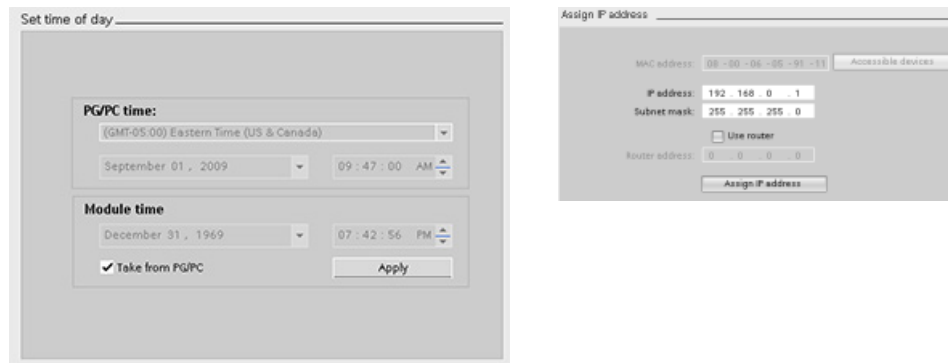 Set time of day
PG/PC time:
(GMT-05:00) Eastern Time (US & Canada)
September 01 , 2009
09 : 47 : 00 AM
Module time
December 31 , 1969
07 : 42 : 56 PM
Take from PG/PC
Apply
Assign IP address
MAC address: 08 -00 -06 -05 -91 -11 Accessible devices
IP address: 192 . 168 . 0 . 1
Subnet mask: 255 . 255 . 255 . 0
Use router
Router address: 0 . 0 . 0 . 0
Assign IP address